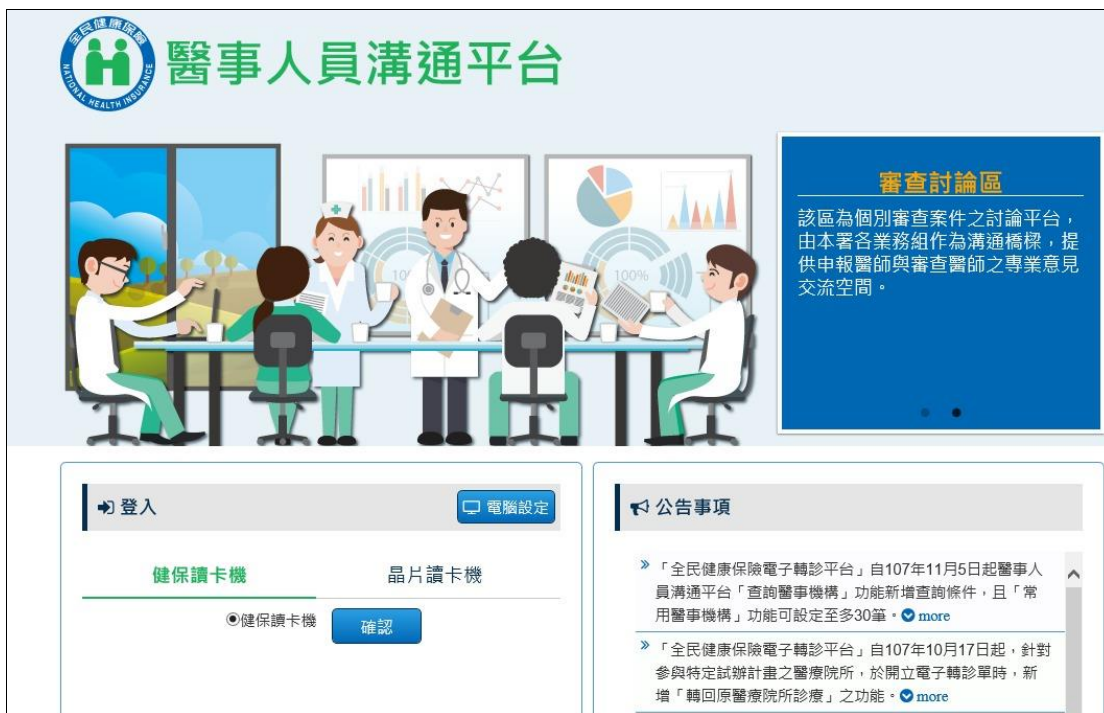 全民健康保險
NATIONAL HEALTH INSURANCE
醫事人員溝通平台
審查討論區
該區為個別審查案件之討論平台，
由本署各業務組作為溝通橋樑，提
供申報醫師與審查醫師之專業意見
交流空間。
100%
登入
電腦設定
健保讀卡機
晶片讀卡機
健保讀卡機
確認
公告事項
「全民健康保險電子轉診平台」自107年11月5日起醫事人
員溝通平台「查詢醫事機構」功能新增查詢條件，且「常
用醫事機構」功能可設定至多30筆。 more
「全民健康保險電子轉診平台」自107年10月17日起，針對
參與特定試辦計畫之醫療院所，於開立電子轉診單時，新
增「轉回原醫療院所診療」之功能。 more